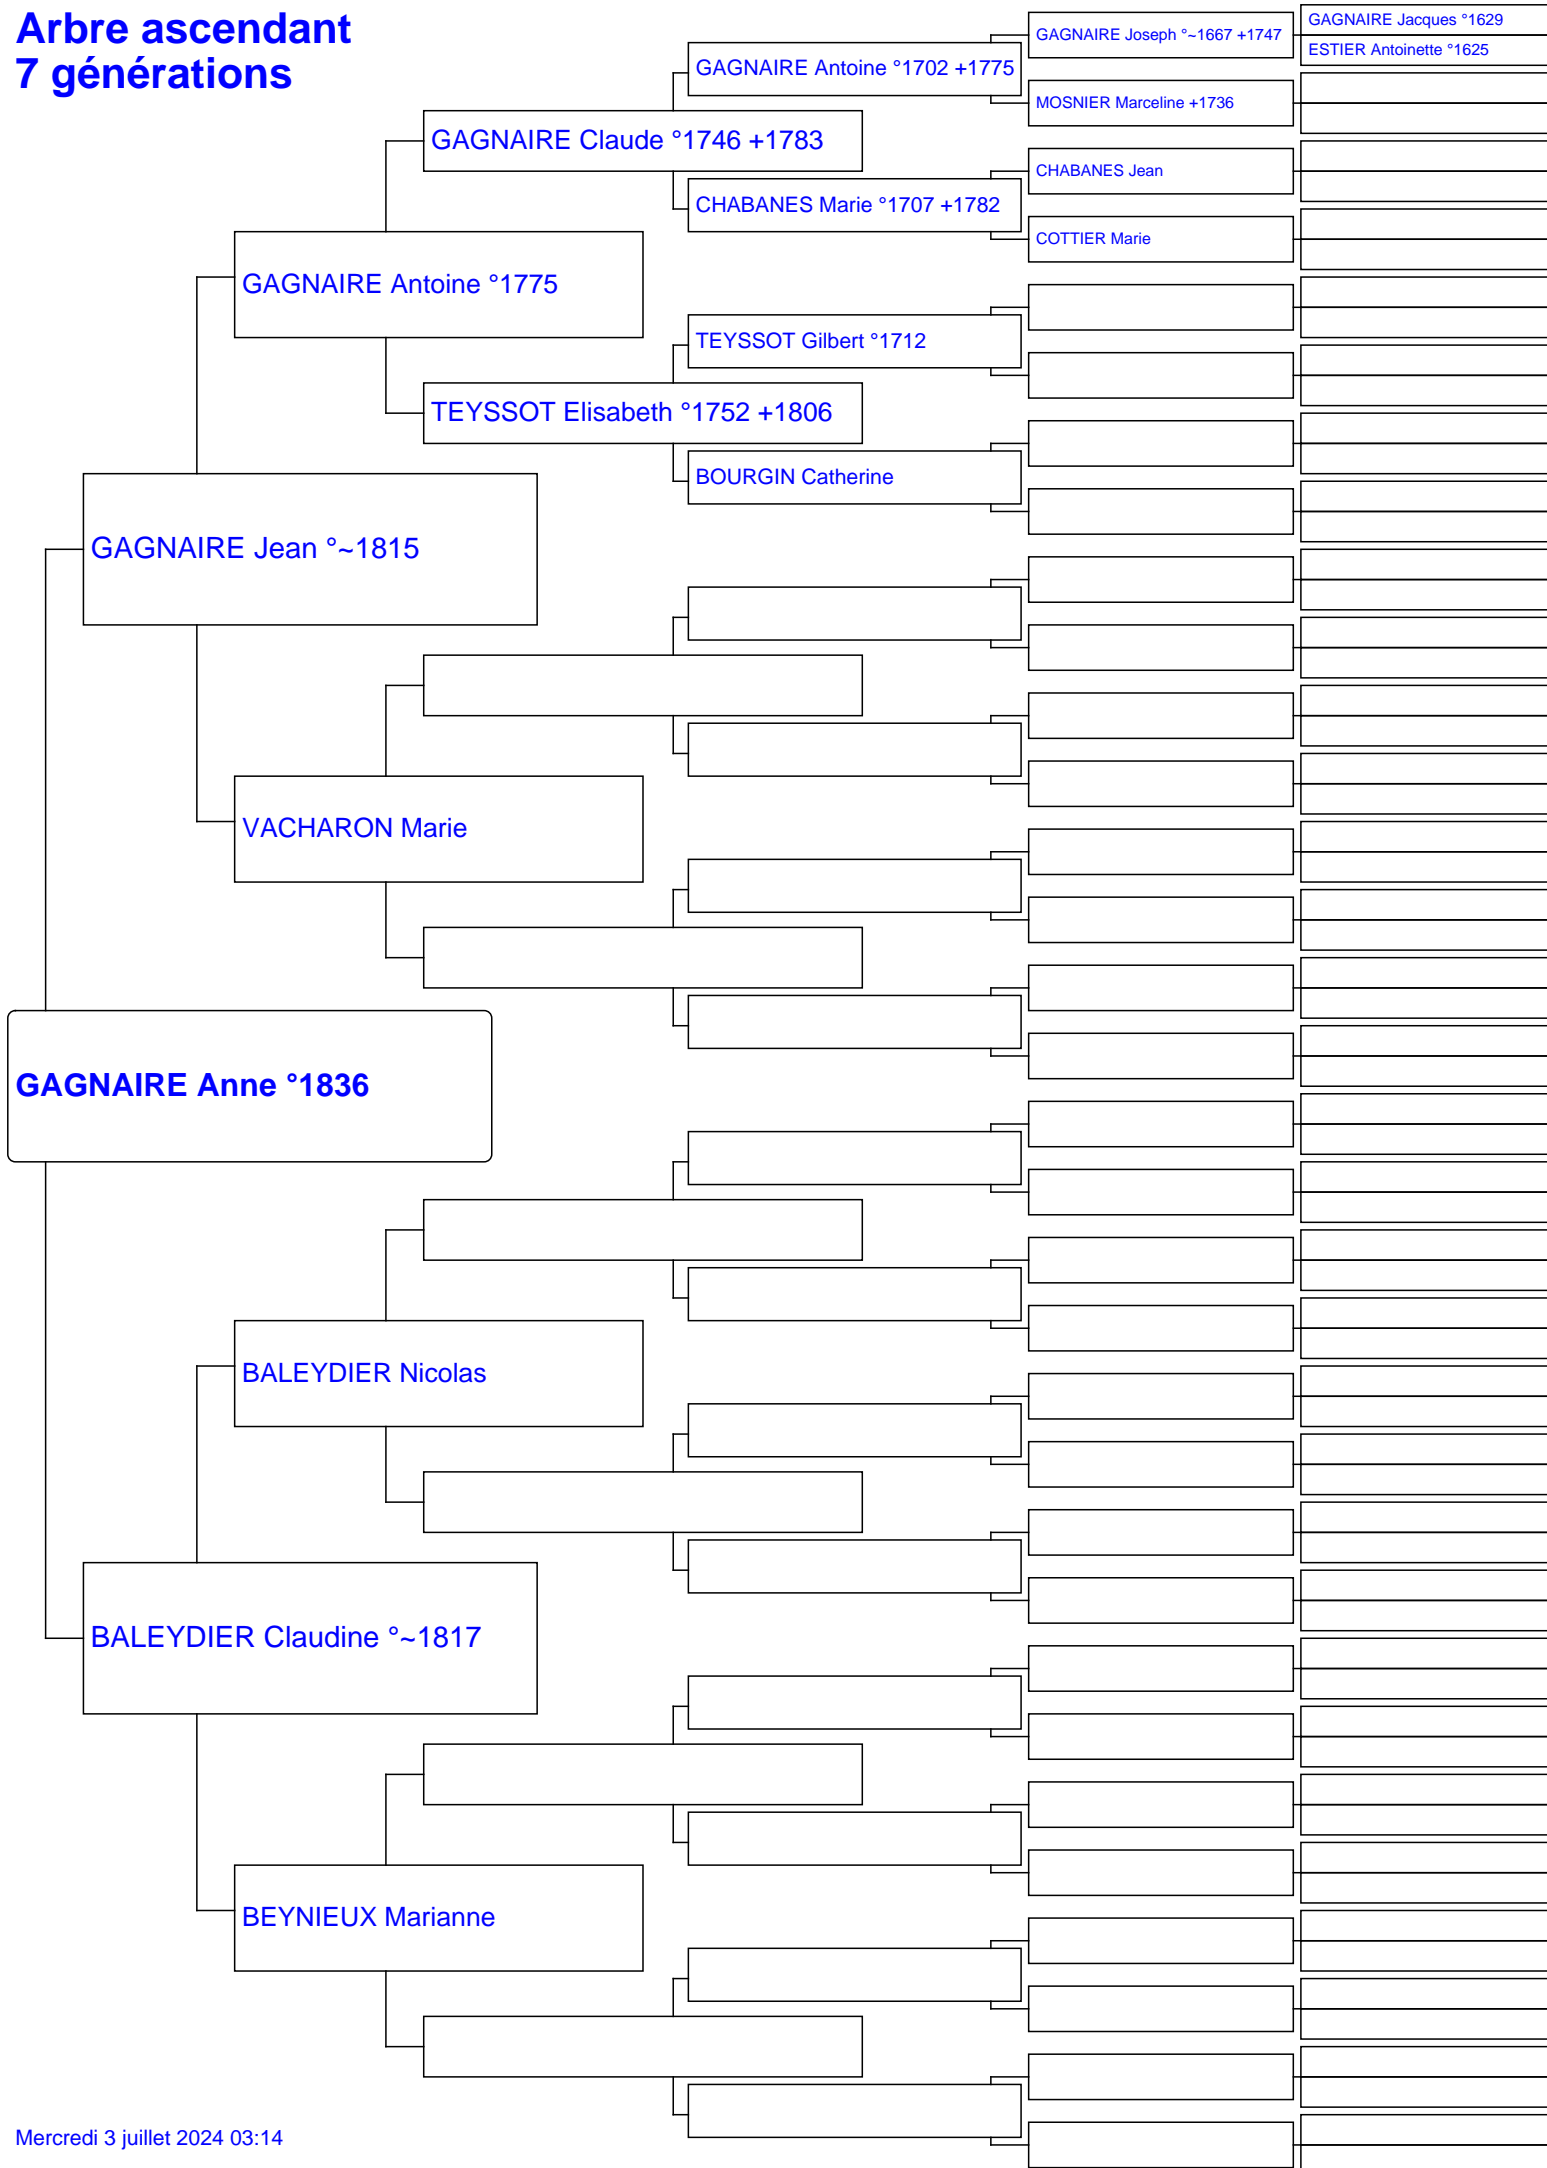 Arbre ascendant
7 générations
GAGNAIRE Joseph °~1667 +1747
GAGNAIRE Jacques °1629
ESTIER Antoinette °1625
GAGNAIRE Antoine °1702 +1775
MOSNIER Marceline +1736
GAGNAIRE Claude °1746 +1783
CHABANES Jean
CHABANES Marie °1707 +1782
COTTIER Marie
GAGNAIRE Antoine °1775
TEYSSOT Gilbert °1712
TEYSSOT Elisabeth °1752 +1806
BOURGIN Catherine
GAGNAIRE Jean °~1815
VACHARON Marie
GAGNAIRE Anne °1836
BALEYDIER Nicolas
BALEYDIER Claudine °~1817
BEYNIEUX Marianne
Mercredi 3 juillet 2024 03:14